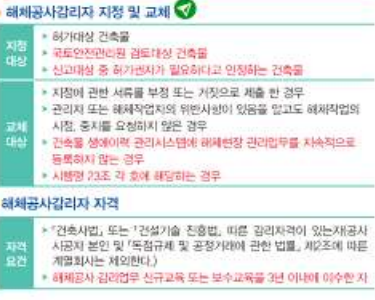 해체공사감리자 지정 및 교체
지정
대상
허가대상 건축물
국토안전관리원 검토대상 건축물
신고대상 중 허가권자가 필요하다고 인정하는 건축물
교체
대상
지정에 관한 서류를 부정 또는 거짓으로 제출 한 경우
관리자 또는 해체작업자의 위반사항이 있음을 알고도 해체작업의
시정, 중지를 요청하지 않은 경우
건축물 생애이력 관리시스템에 해체현장 관리업무를 지속적으로
등록하지 않는 경우
시행령 23조 각 호에 해당하는 경우
해체공사감리자 자격
자격
요건
「건축사법」 또는 「건설기술 진흥법」 따른 감리자격이 있는자(공사
시공자 본인 및 「독점규제 및 공정거래에 관한 법률」 제2조에 따른
계열회사는 제외한다.)
해체공사 감리업무 신규교육 또는 보수교육을 3년 이내에 이수한 자